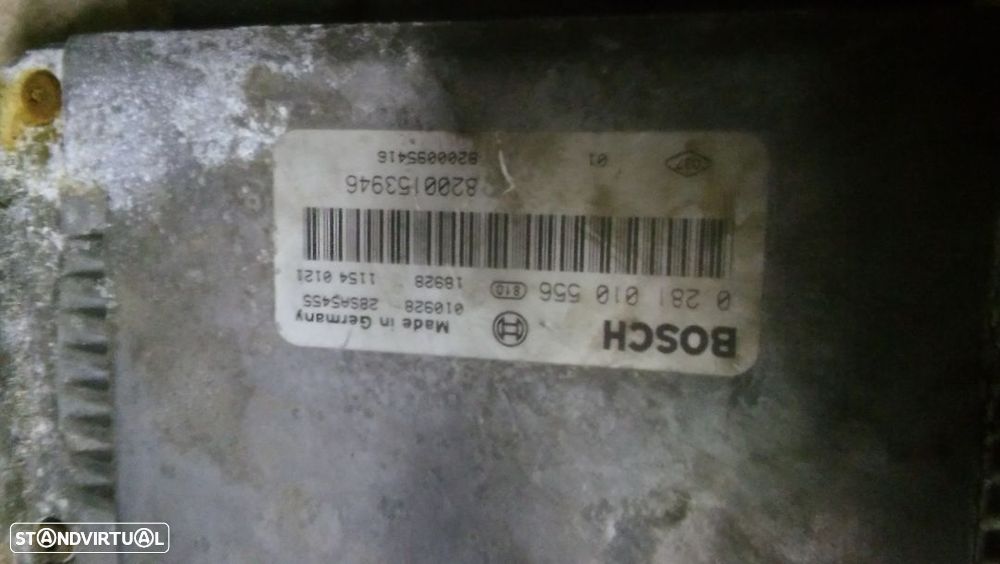 BOSCH
Made in Germany
0 281 010 556 810
010928 28SA5455
18928 1154 0121
8200153946
01 8200095416
STANDVIRTUAL